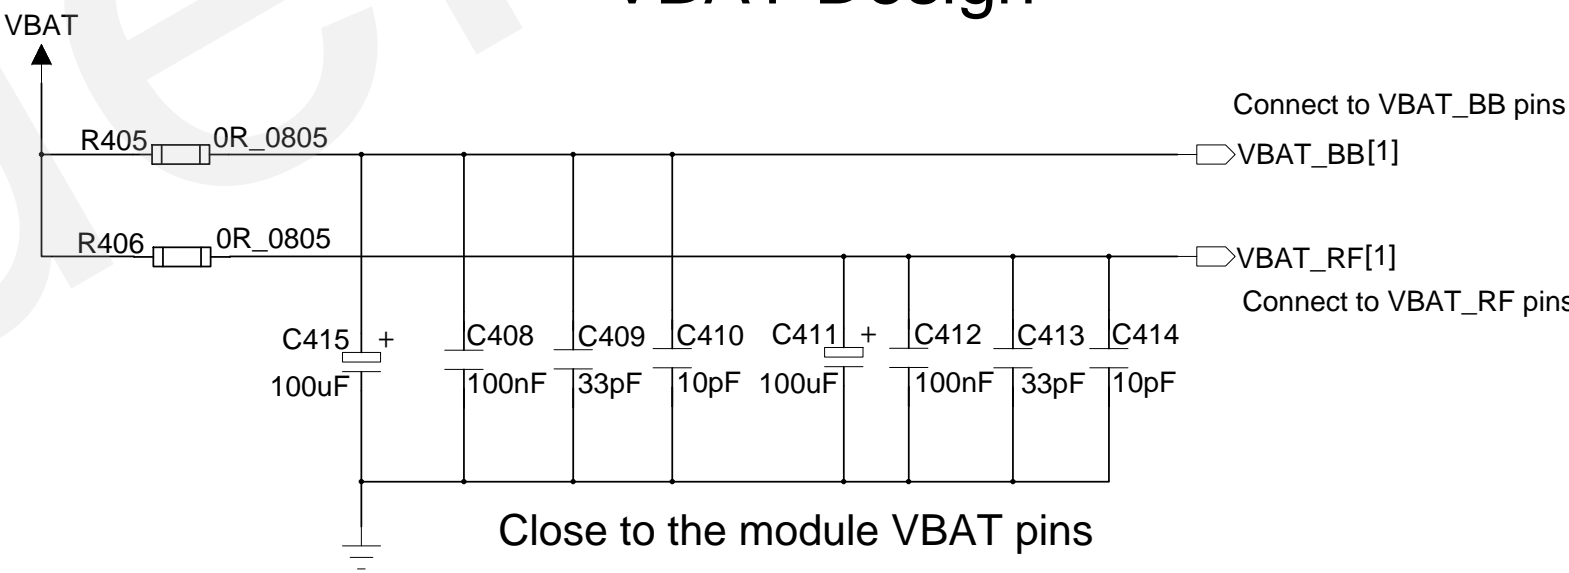 VBAT Design
VBAT
Connect to VBAT_BB pins
R405 0R_0805
VBAT_BB[1]
R406 0R_0805
VBAT_RF[1]
Connect to VBAT_RF pins
C415 + C408 C409 C410 C411 + C412 C413 C414
100uF 100nF 33pF 10pF 100uF 100nF 33pF 10pF
Close to the module VBAT pins